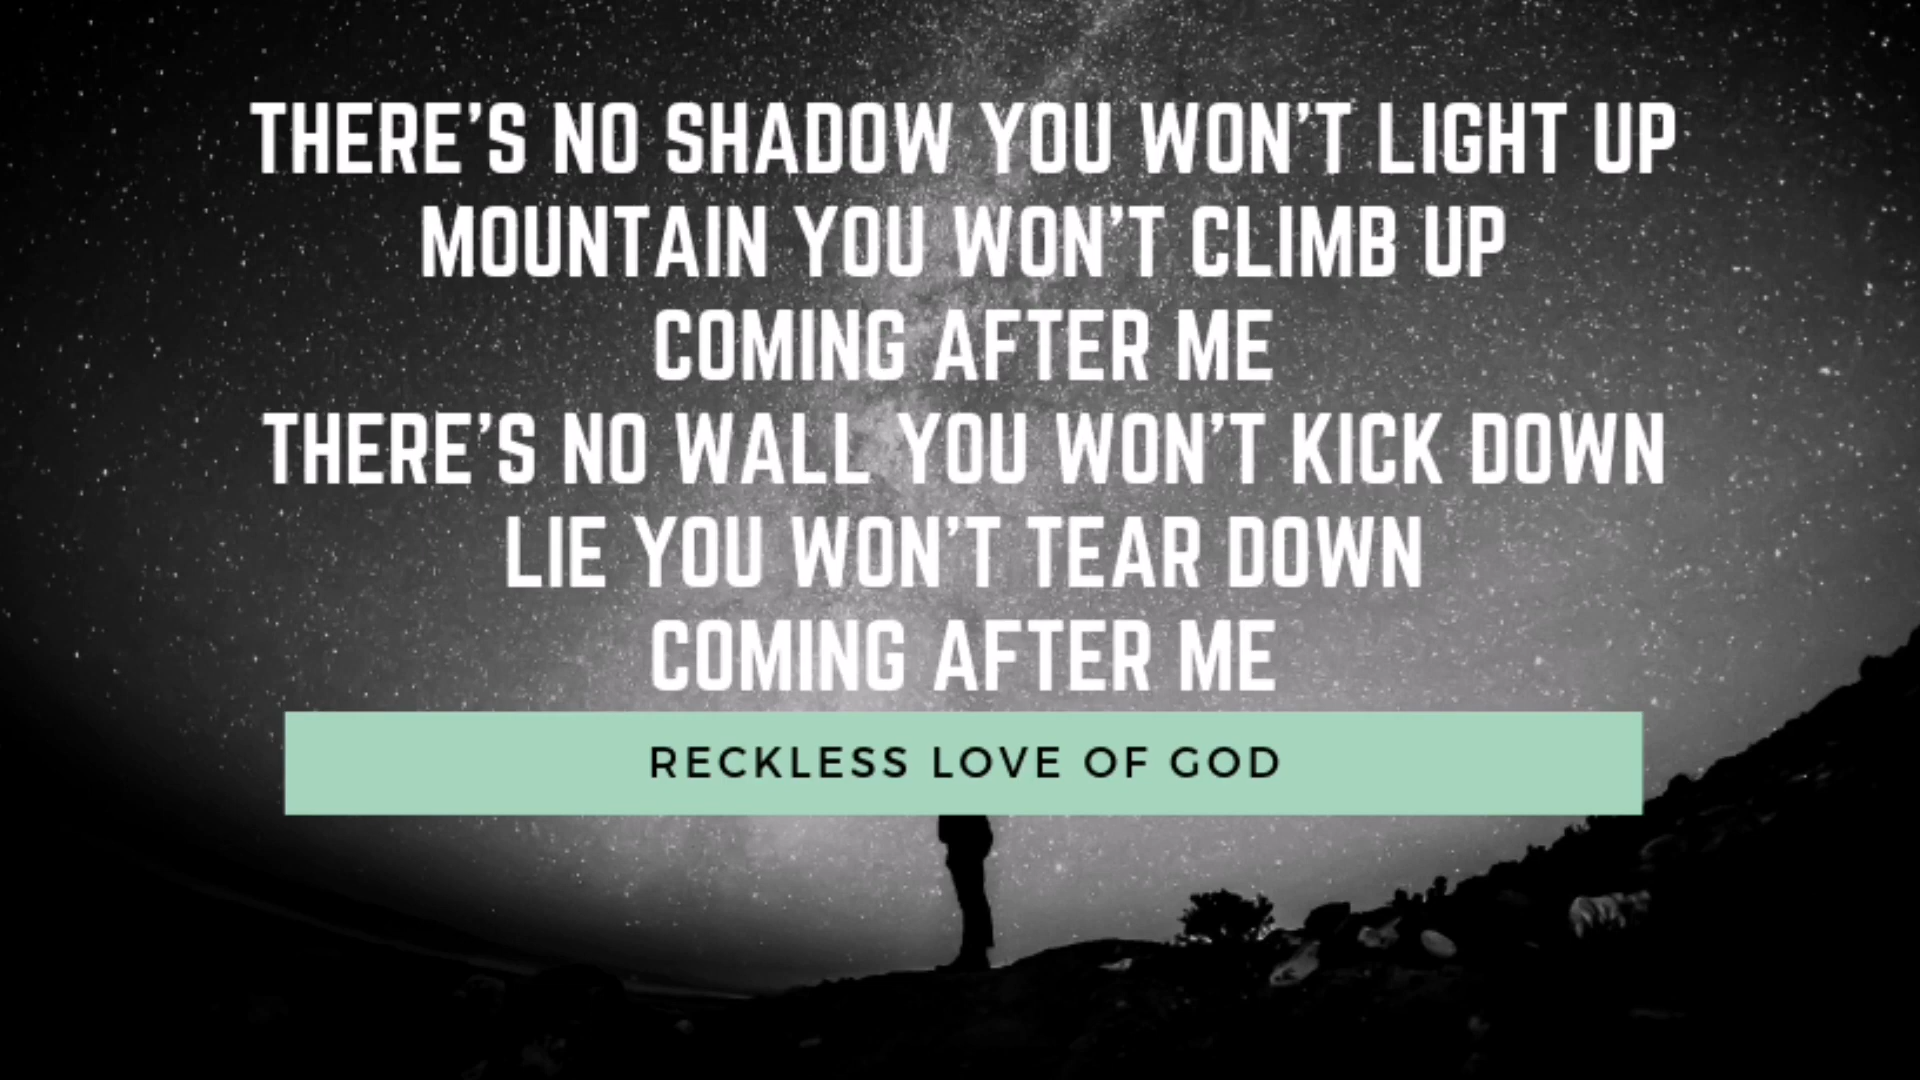 THERE'S NO SHADOW YOU WON'T LIGHT UP
MOUNTAIN YOU WON'T CLIMB UP
COMING AFTER ME
THERE'S NO WALL YOU WON'T KICK DOWN
LIE YOU WON'T TEAR DOWN
COMING AFTER ME
RECKLESS LOVE OF GOD